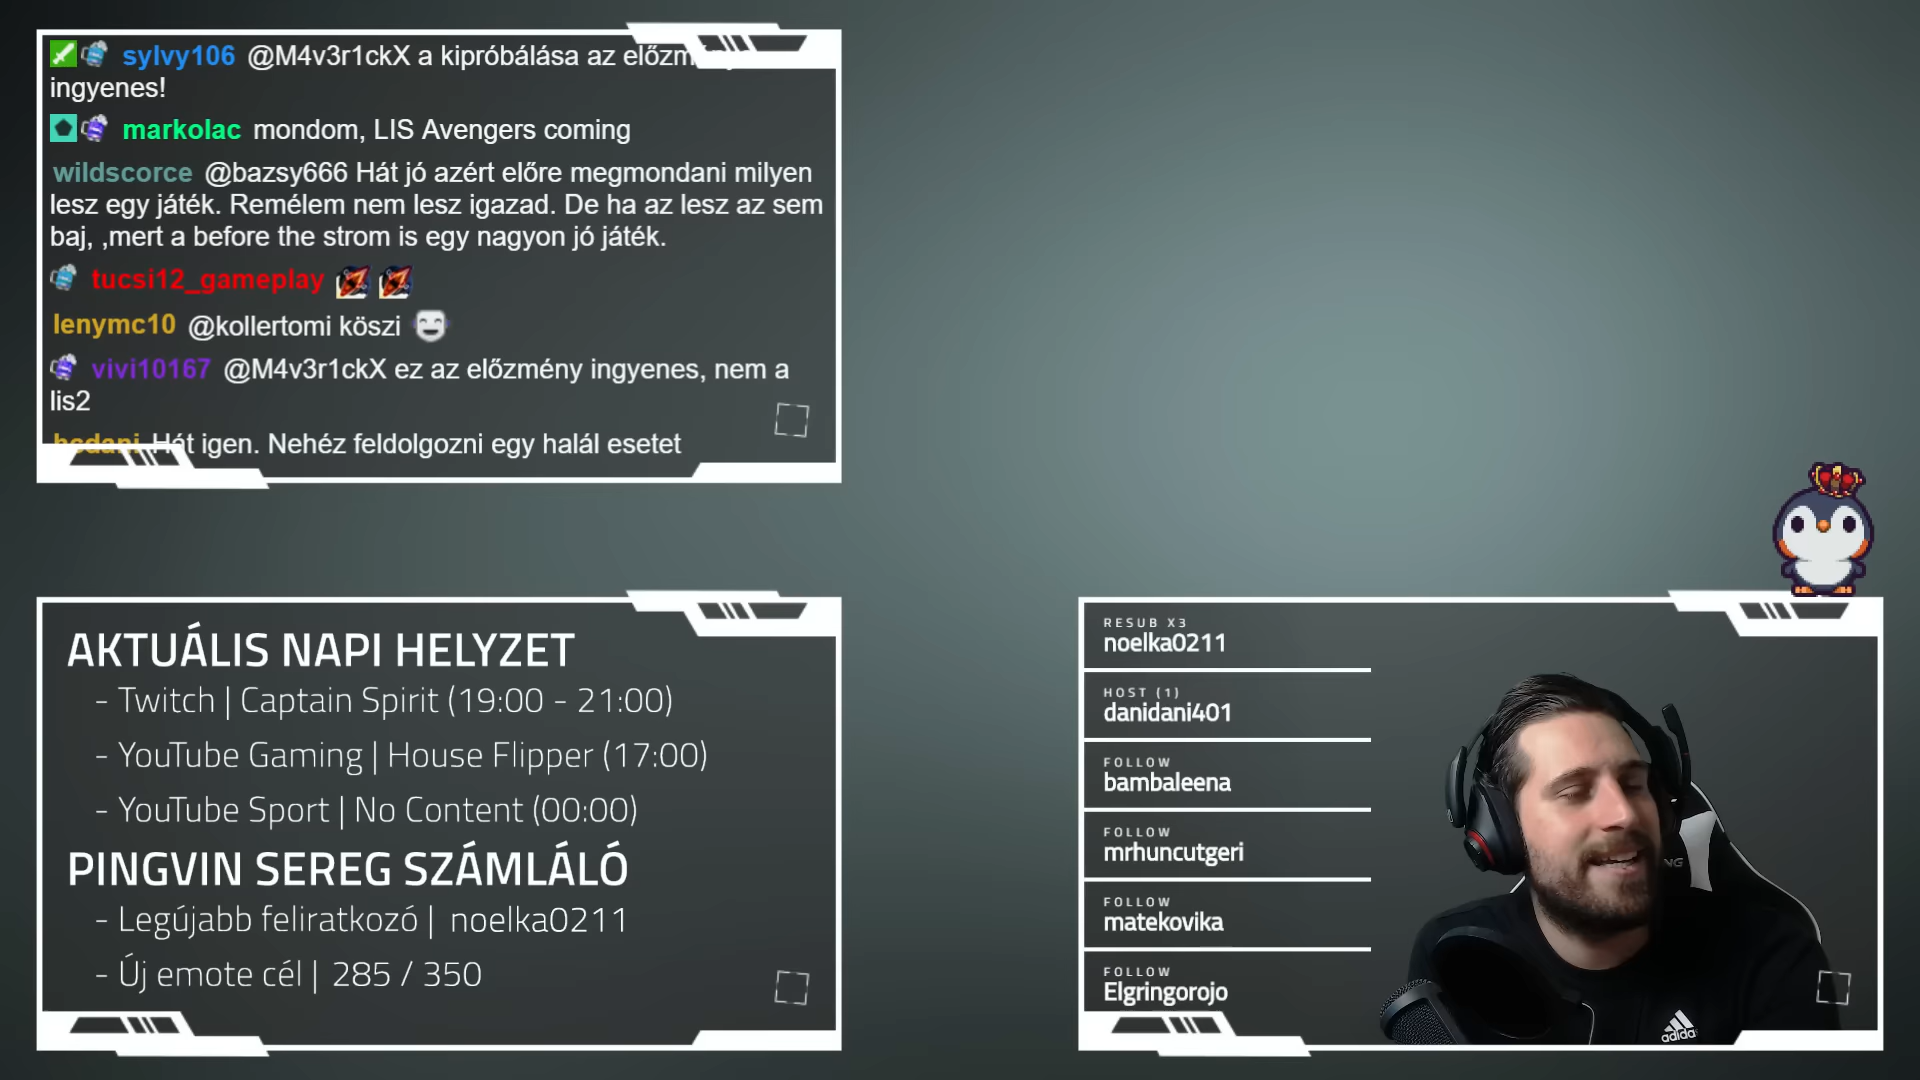 sylvy106 @M4v3r1ckX a kipróbálása az
ingyenes!
markolac mondom, LIS Avengers coming
wildscorce @bazsy666 Hát jó azért előre megmondani milyen
lesz egy játék. Remélem nem lesz igazad. De ha az lesz az sem
baj, ,mert a before the strom is egy nagyon jó játék.
tucsi12_gameplay
lenymc10 @kollertomi köszi
vivi10167 @M4v3r1ckX ez az előzmény ingyenes, nem a
lis2
Hát igen. Nehéz feldolgozni egy halál esetet
AKTUÁLIS NAPI HELYZET
- Twitch | Captain Spirit (19:00 - 21:00)
- YouTube Gaming | House Flipper (17:00)
- YouTube Sport | No Content (00:00)
PINGVIN SEREG SZÁMLÁLÓ
- Legújabb feliratkozó | noelka0211
- Új emote cél | 285 / 350
RESUB X3
noelka0211
HOST (1)
danidani401
FOLLOW
bambaleena
FOLLOW
mrhuncutgeri
FOLLOW
matekovika
FOLLOW
Elgringorojo
adidas